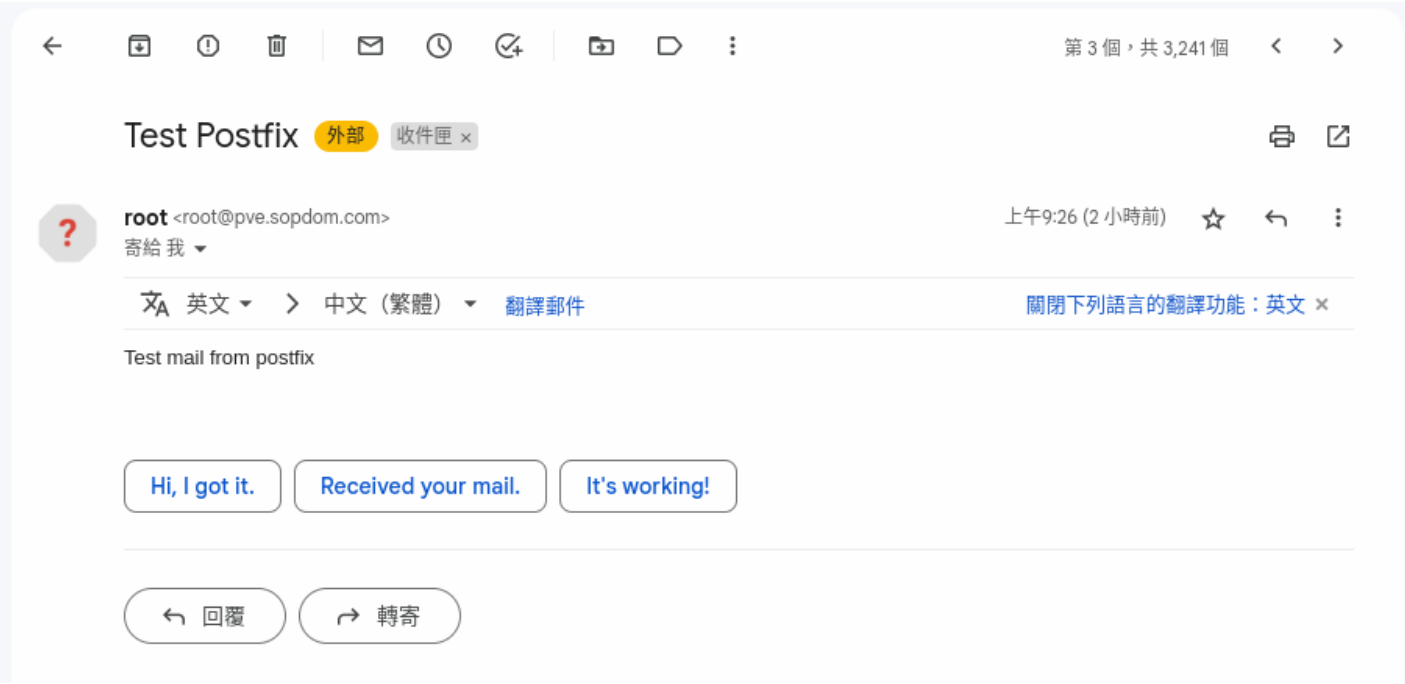 第 3 個，共 3,241 個
Test Postfix 外部 收件匣 ×
?
root <root@pve.sopdom.com> 上午9:26 (2 小時前)
寄給 我
英文 中文（繁體） 翻譯郵件 關閉下列語言的翻譯功能：英文 ×
Test mail from postfix
Hi, I got it. Received your mail. It's working!
回覆 轉寄